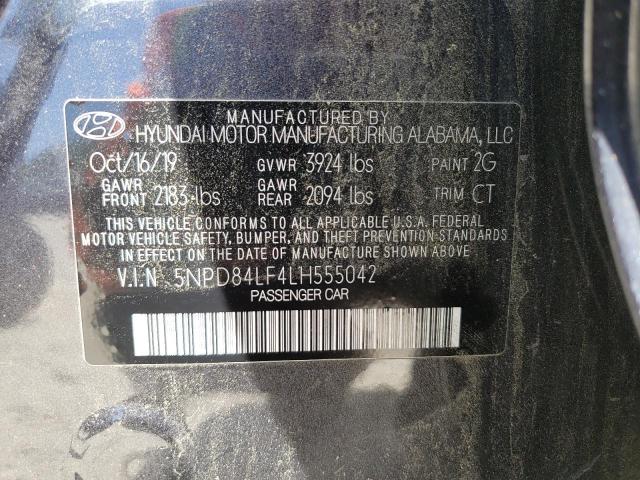 MANUFACTURED BY
HYUNDAI MOTOR MANUFACTURING ALABAMA, LLC
Oct/16/19 GVWR 3924 lbs PAINT 2G
GAWR FRONT 2183 lbs GAWR REAR 2094 lbs TRIM CT
THIS VEHICLE CONFORMS TO ALL APPLICABLE U.S.A. FEDERAL
MOTOR VEHICLE SAFETY, BUMPER, AND THEFT PREVENTION STANDARDS
IN EFFECT ON THE DATE OF MANUFACTURE SHOWN ABOVE.
V.I.N 5NPD84LF4LH555042
PASSENGER CAR